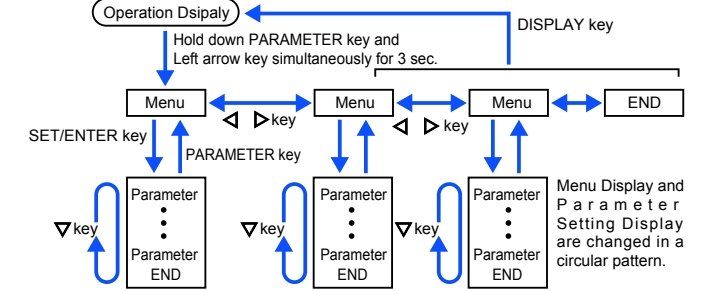 Operation Dsipaly
DISPLAY key
Hold down PARAMETER key and
Left arrow key simultaneously for 3 sec.
Menu
key
Menu
key
Menu
END
SET/ENTER key
PARAMETER key
key
Parameter
Parameter
END
key
Parameter
Parameter
END
key
Parameter
Parameter
END
Menu Display and
Parameter
Setting Display
are changed in a
circular pattern.